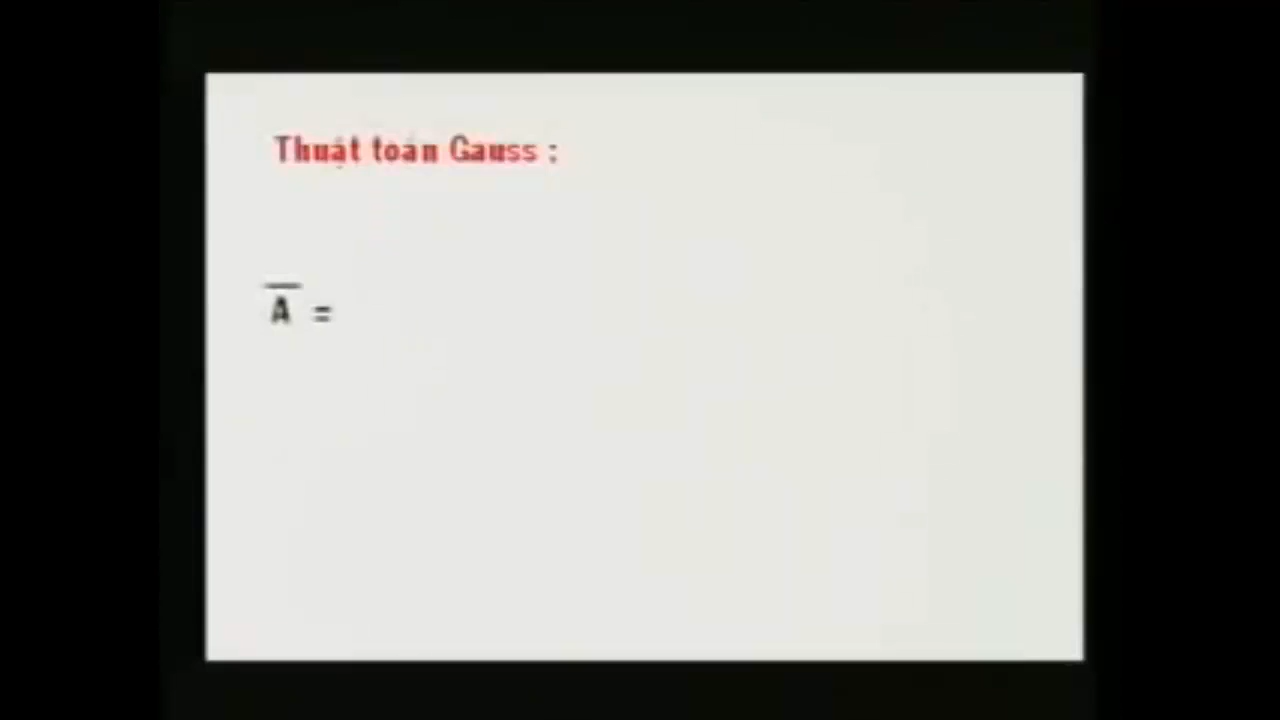 Thuật toán Gauss :
A̅ =